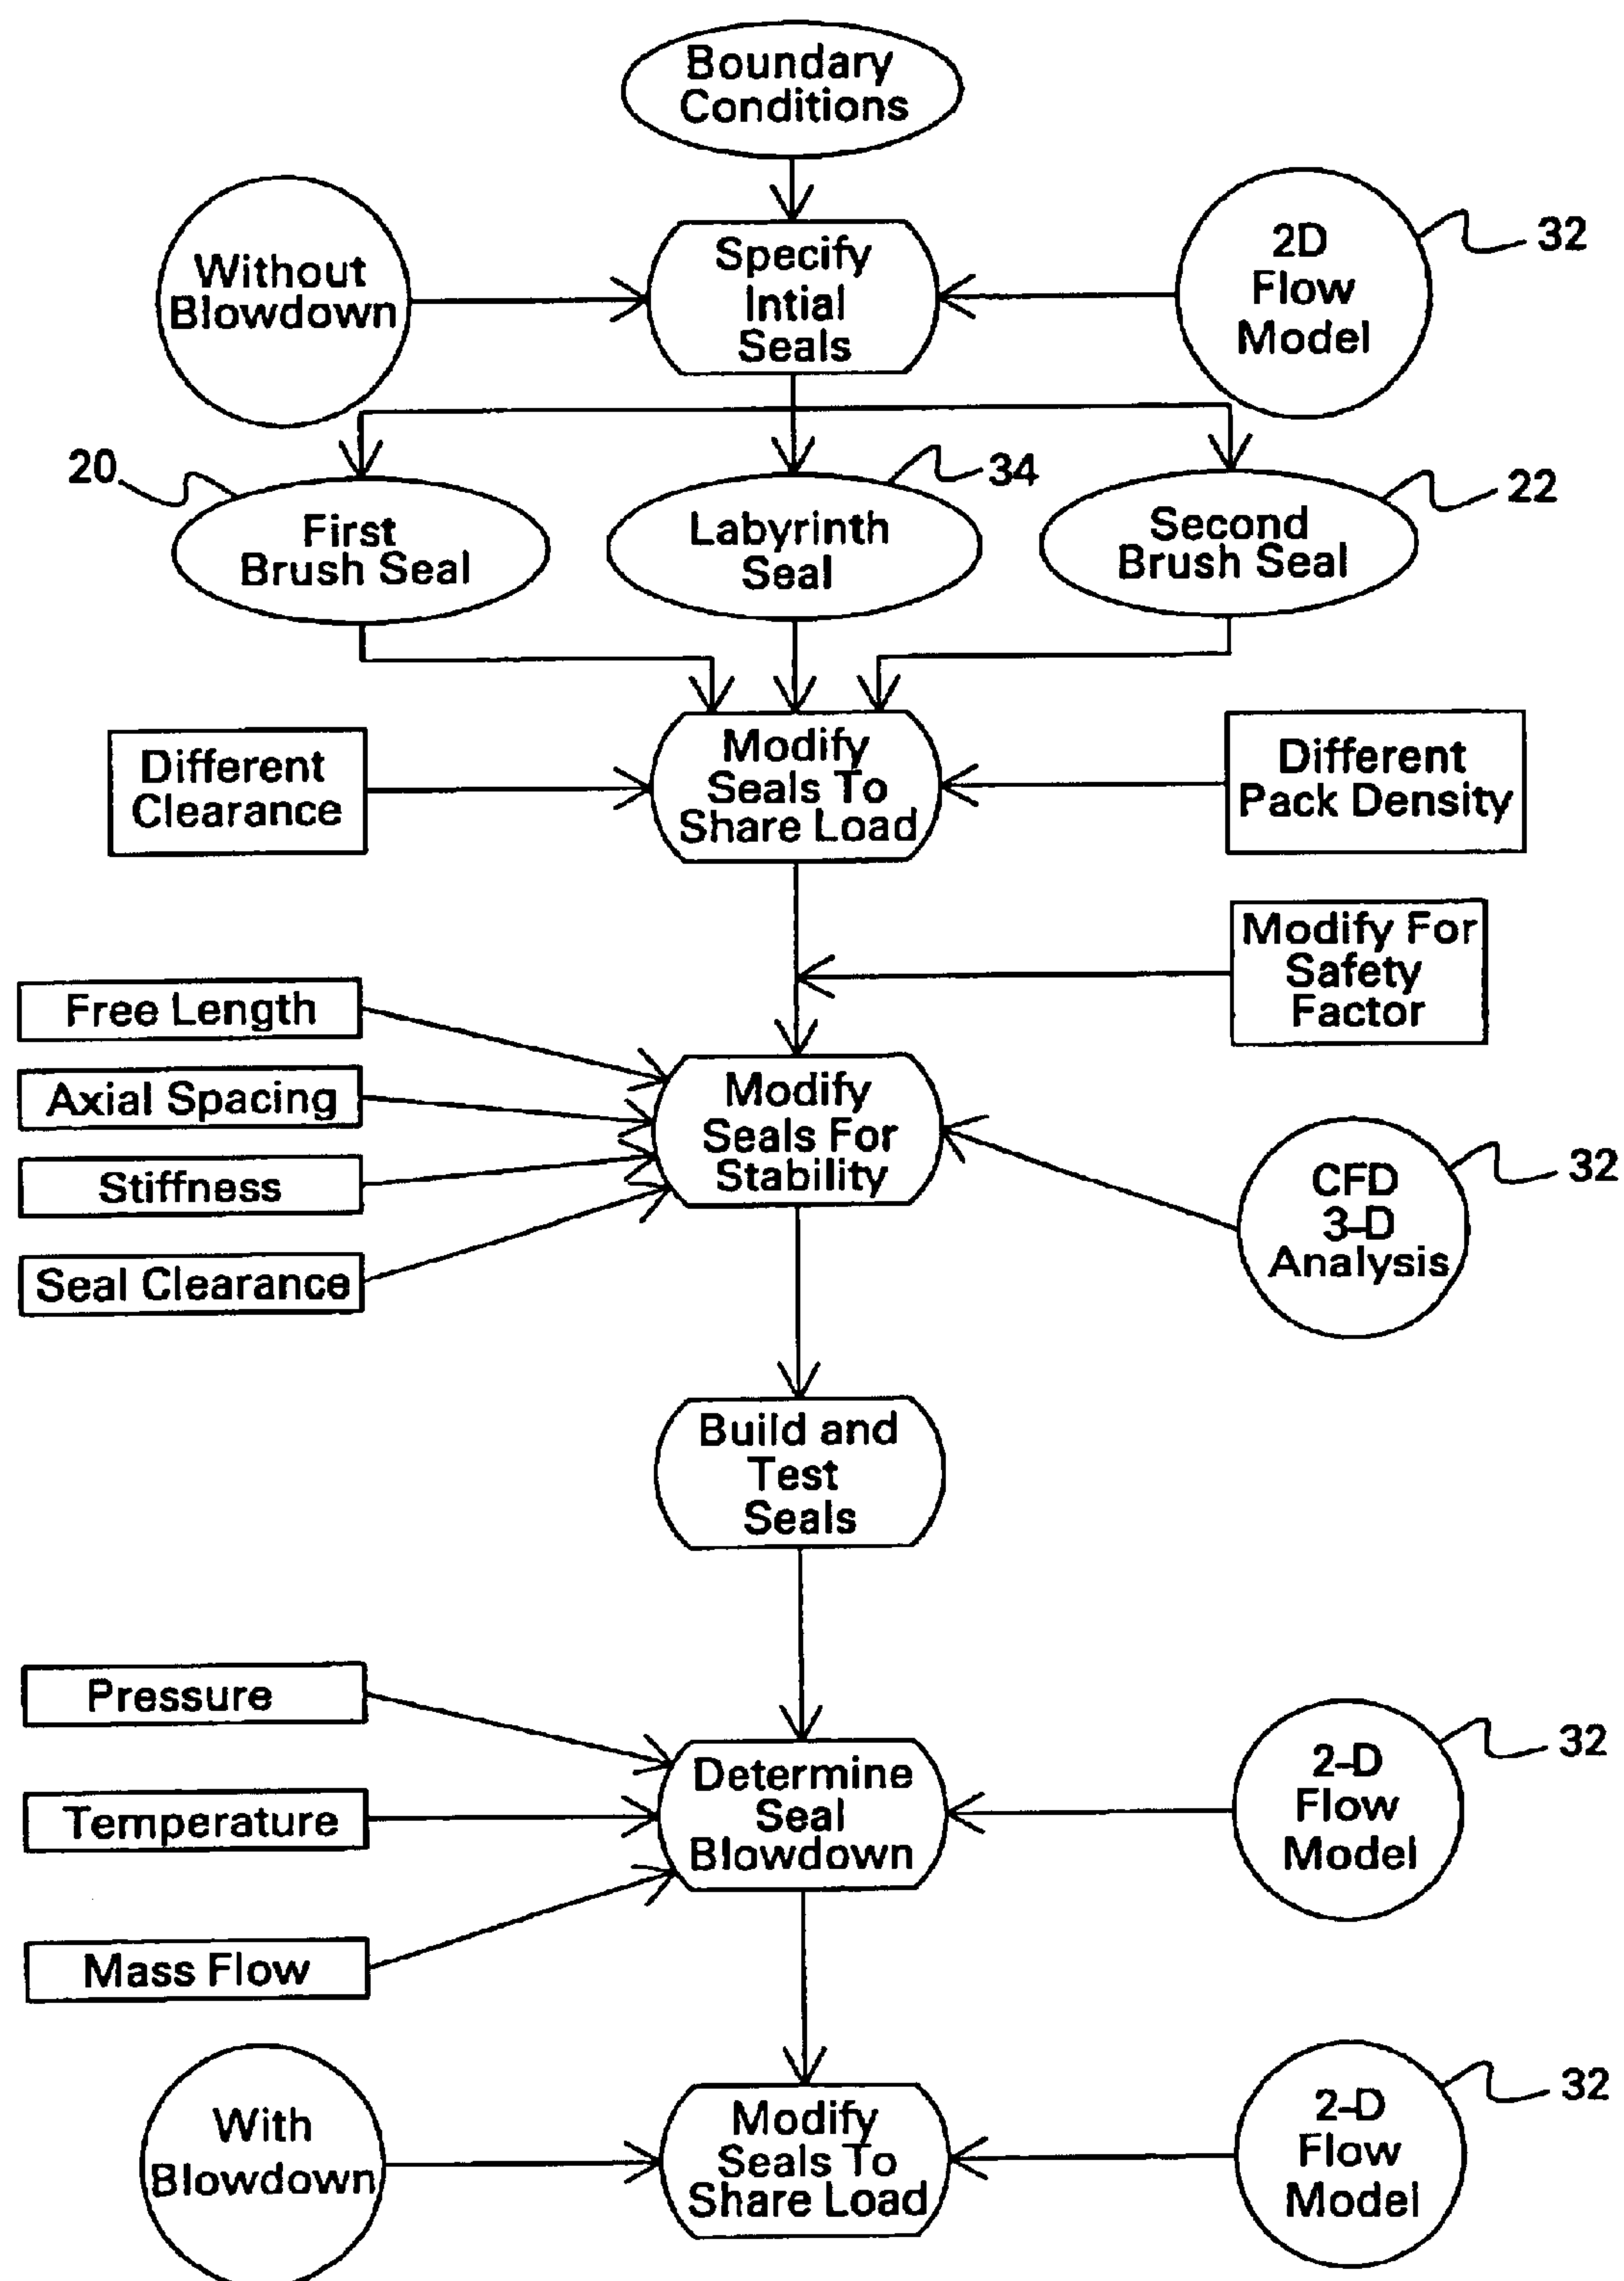 Boundary
Conditions
Without
Blowdown
Specify
Intial
Seals
2D
Flow
Model
32
20
First
Brush Seal
Labyrinth
Seal
34
Second
Brush Seal
22
Different
Clearance
Modify
Seals To
Share Load
Different
Pack Density
Modify For
Safety
Factor
Free Length
Axial Spacing
Stiffness
Seal Clearance
Modify
Seals For
Stability
CFD
3-D
Analysis
32
Build and
Test
Seals
Pressure
Temperature
Mass Flow
Determine
Seal
Blowdown
2-D
Flow
Model
32
With
Blowdown
Modify
Seals To
Share Load
2-D
Flow
Model
32